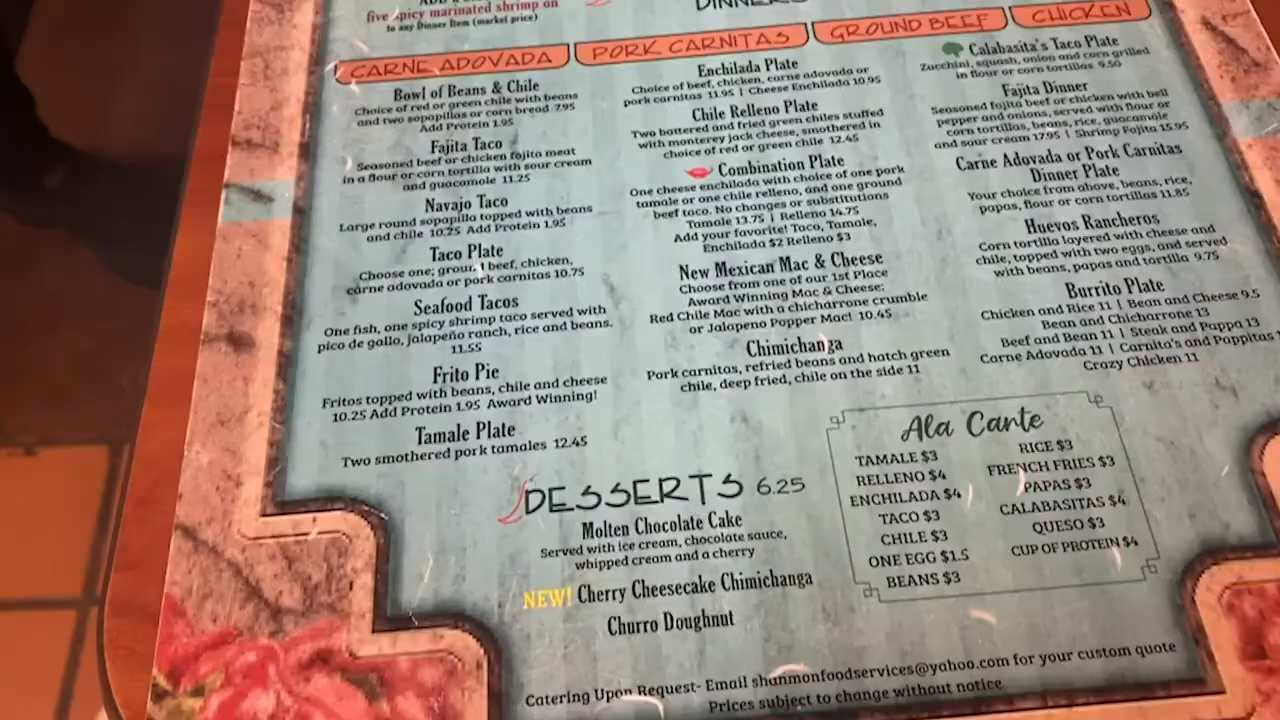 five spicy marinated shrimp on
to any Dinner Item (market price)
DINNERS
CARNE ADOVADA
PORK CARNITAS
GROUND BEEF
CHICKEN
Bowl of Beans & Chile
Choice of red or green chile with beans
and two sopapillas or corn bread 7.95
Add Protein 1.95
Fajita Taco
Seasoned beef or chicken fajita meat
in a flour or corn tortilla with sour cream
and guacamole 11.25
Navajo Taco
Large round sopapilla topped with beans
and chile 10.25 Add Protein 1.95
Taco Plate
Choose one; ground beef, chicken,
carne adovada or pork carnitas 10.75
Seafood Tacos
One fish, one spicy shrimp taco served with
pico de gallo, jalapeño ranch, rice and beans.
11.55
Frito Pie
Fritos topped with beans, chile and cheese
10.25 Add Protein 1.95 Award Winning!
Tamale Plate
Two smothered pork tamales 12.45
Enchilada Plate
Choice of beef, chicken, carne adovada or
pork carnitas 11.95 | Cheese Enchilada 10.95
Chile Relleno Plate
Two battered and fried green chiles stuffed
with monterey jack cheese, smothered in
choice of red or green chile 12.45
Combination Plate
One cheese enchilada with choice of one pork
tamale or one chile relleno, and one ground
beef taco. No changes or substitutions
Tamale 13.75 | Relleno 14.75
Add your favorite! Taco, Tamale,
Enchilada $2 Relleno $3
New Mexican Mac & Cheese
Choose from one of our 1st Place
Award Winning Mac & Cheese:
Red Chile Mac with a chicharrone crumble
or Jalapeno Popper Mac! 10.45
Chimichanga
Pork carnitas, refried beans and hatch green
chile, deep fried, chile on the side 11
Calabasita's Taco Plate
Zucchini, squash, onion and corn grilled
in flour or corn tortillas 9.50
Fajita Dinner
Seasoned fajita beef or chicken with bell
pepper and onions, served with flour or
corn tortillas, beans, rice, guacamole
and sour cream 17.95 | Shrimp Fajita 15.95
Carne Adovada or Pork Carnitas
Dinner Plate
Your choice from above, beans, rice,
papas, flour or corn tortillas 11.85
Huevos Rancheros
Corn tortilla layered with cheese and
chile, topped with two eggs, and served
with beans, papas and tortilla 9.75
Burrito Plate
Chicken and Rice 11 | Bean and Cheese 9.5
Bean and Chicharrone 13
Beef and Bean 11 | Steak and Pappa 13
Carne Adovada 11 | Carnita's and Pappitas
Crazy Chicken 11
Ala Carte
TAMALE $3
RELLENO $4
ENCHILADA $4
TACO $3
CHILE $3
ONE EGG $1.5
BEANS $3
RICE $3
FRENCH FRIES $3
PAPAS $3
CALABASITAS $4
QUESO $3
CUP OF PROTEIN $4
DESSERTS 6.25
Molten Chocolate Cake
Served with ice cream, chocolate sauce,
whipped cream and a cherry
NEW! Cherry Cheesecake Chimichanga
Churro Doughnut
Catering Upon Request- Email shanmonfoodservices@yahoo.com for your custom quote
Prices subject to change without notice